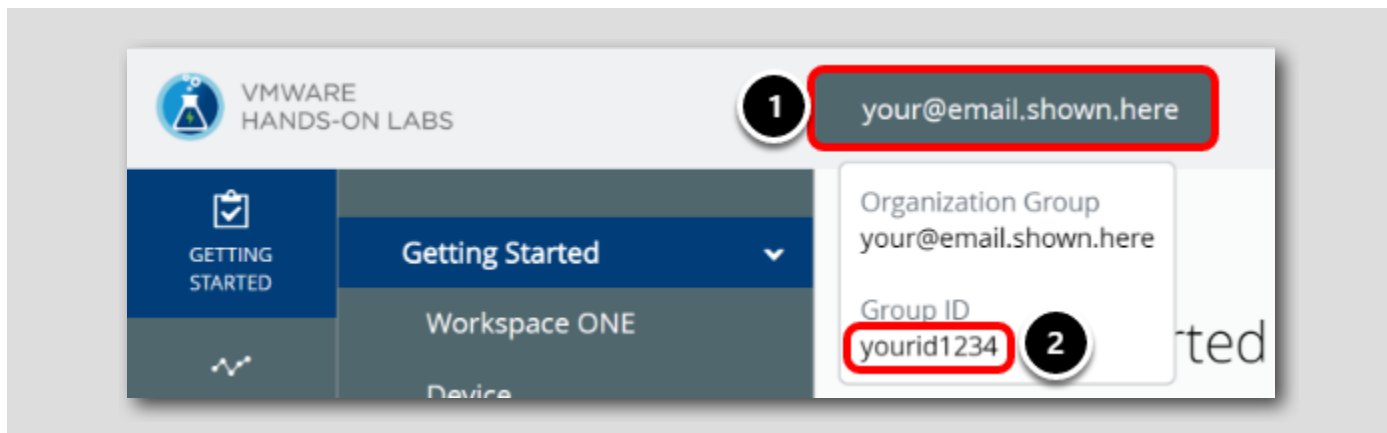 VMWARE
HANDS-ON LABS
1
your@email.shown.here
GETTING
STARTED
Getting Started
Workspace ONE
Device
Organization Group
your@email.shown.here
Group ID
yourid1234
2
rted